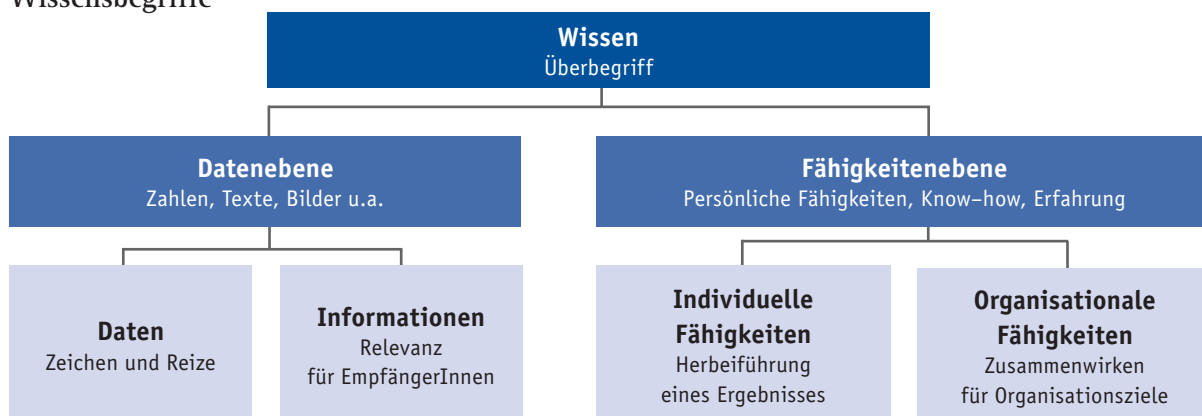 Wissensbegriffe
Wissen
Überbegriff
Datenebene
Zahlen, Texte, Bilder u.a.
Fähigkeitenebene
Persönliche Fähigkeiten, Know–how, Erfahrung
Daten
Zeichen und Reize
Informationen
Relevanz
für EmpfängerInnen
Individuelle
Fähigkeiten
Herbeiführung
eines Ergebnisses
Organisationale
Fähigkeiten
Zusammenwirken
für Organisationsziele